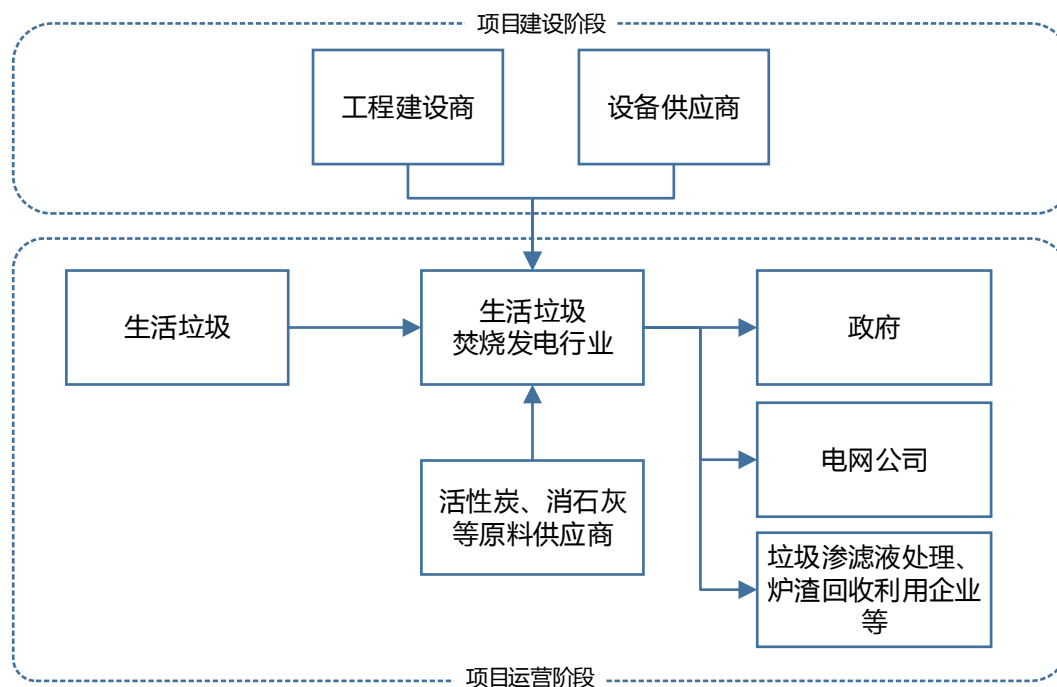 项目建设阶段
工程建设商
设备供应商
生活垃圾
生活垃圾
焚烧发电行业
政府
电网公司
活性炭、消石灰
等原料供应商
垃圾渗滤液处理、
炉渣回收利用企业
等
项目运营阶段